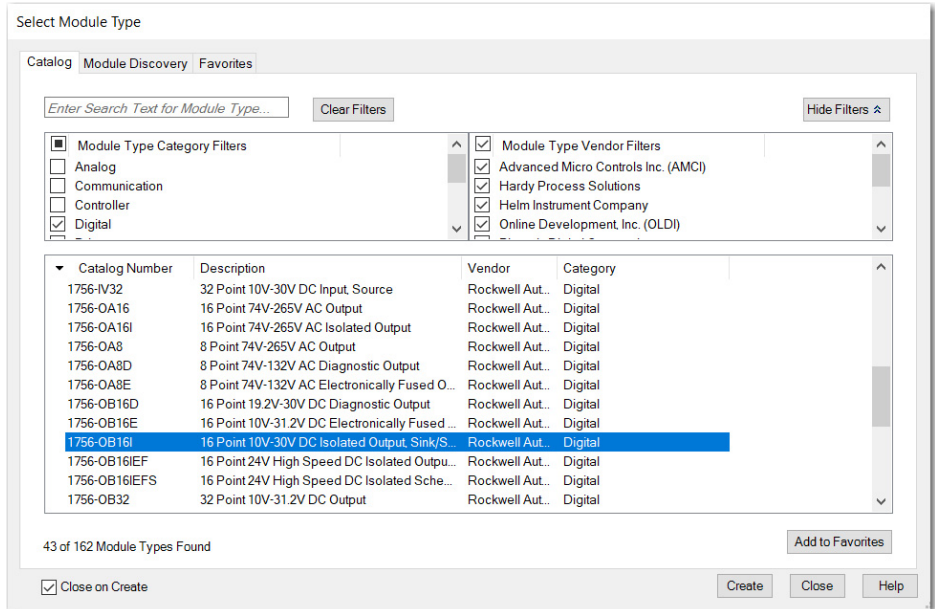 Select Module Type
Catalog Module Discovery Favorites
Enter Search Text for Module Type... Clear Filters Hide Filters
Module Type Category Filters
Analog
Communication
Controller
Digital
Module Type Vendor Filters
Advanced Micro Controls Inc. (AMCI)
Hardy Process Solutions
Helm Instrument Company
Online Development, Inc. (OLDI)
Catalog Number Description Vendor Category
1756-IV32 32 Point 10V-30V DC Input, Source Rockwell Aut... Digital
1756-OA16 16 Point 74V-265V AC Output Rockwell Aut... Digital
1756-OA16I 16 Point 74V-265V AC Isolated Output Rockwell Aut... Digital
1756-OA8 8 Point 74V-265V AC Output Rockwell Aut... Digital
1756-OA8D 8 Point 74V-132V AC Diagnostic Output Rockwell Aut... Digital
1756-OA8E 8 Point 74V-132V AC Electronically Fused O... Rockwell Aut... Digital
1756-OB16D 16 Point 19.2V-30V DC Diagnostic Output Rockwell Aut... Digital
1756-OB16E 16 Point 10V-31.2V DC Electronically Fused ... Rockwell Aut... Digital
1756-OB16I 16 Point 10V-30V DC Isolated Output, Sink/S... Rockwell Aut... Digital
1756-OB16IEF 16 Point 24V High Speed DC Isolated Outpu... Rockwell Aut... Digital
1756-OB16IEFS 16 Point 24V High Speed DC Isolated Sche... Rockwell Aut... Digital
1756-OB32 32 Point 10V-31.2V DC Output Rockwell Aut... Digital
43 of 162 Module Types Found Add to Favorites
Close on Create Create Close Help